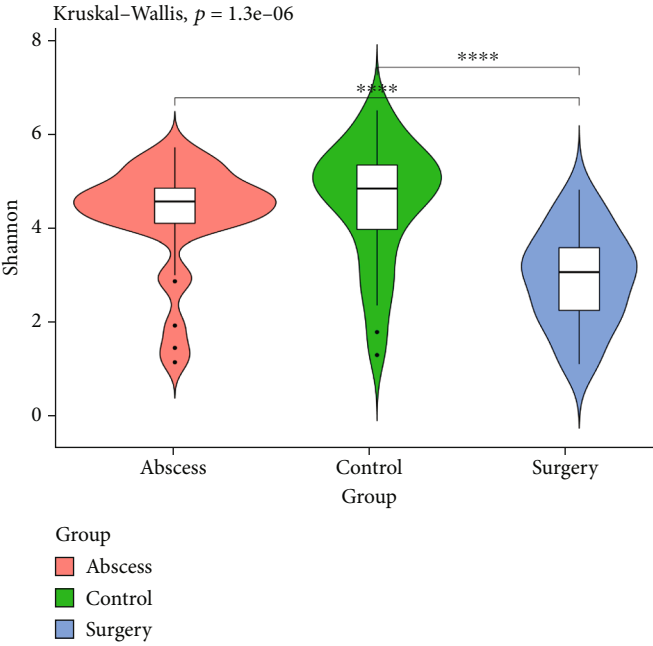 Kruskal–Wallis, p = 1.3e–06
8
****
****
6
4
2
0
Shannon
Abscess Control Surgery
Group
Group
Abscess
Control
Surgery